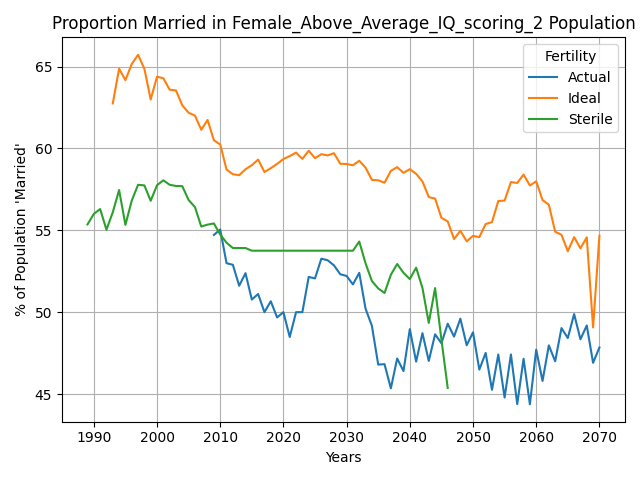 Proportion Married in Female_Above_Average_IQ_scoring_2 Population
Fertility
Actual
Ideal
Sterile
% of Population 'Married'
65
60
55
50
45
1990
2000
2010
2020
2030
2040
2050
2060
2070
Years